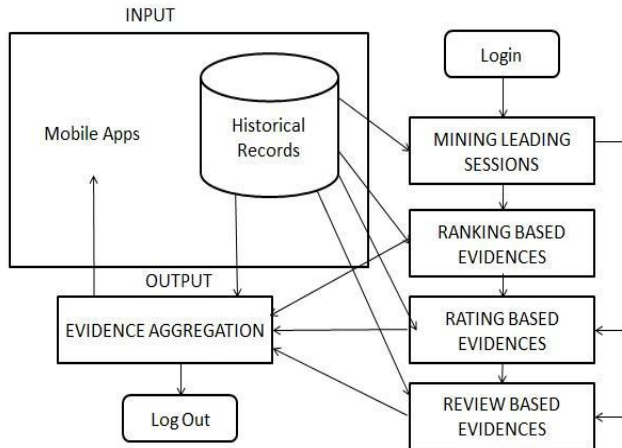 INPUT
Login
Mobile Apps
Historical
Records
MINING LEADING
SESSIONS
RANKING BASED
EVIDENCES
OUTPUT
EVIDENCE AGGREGATION
RATING BASED
EVIDENCES
Log Out
REVIEW BASED
EVIDENCES